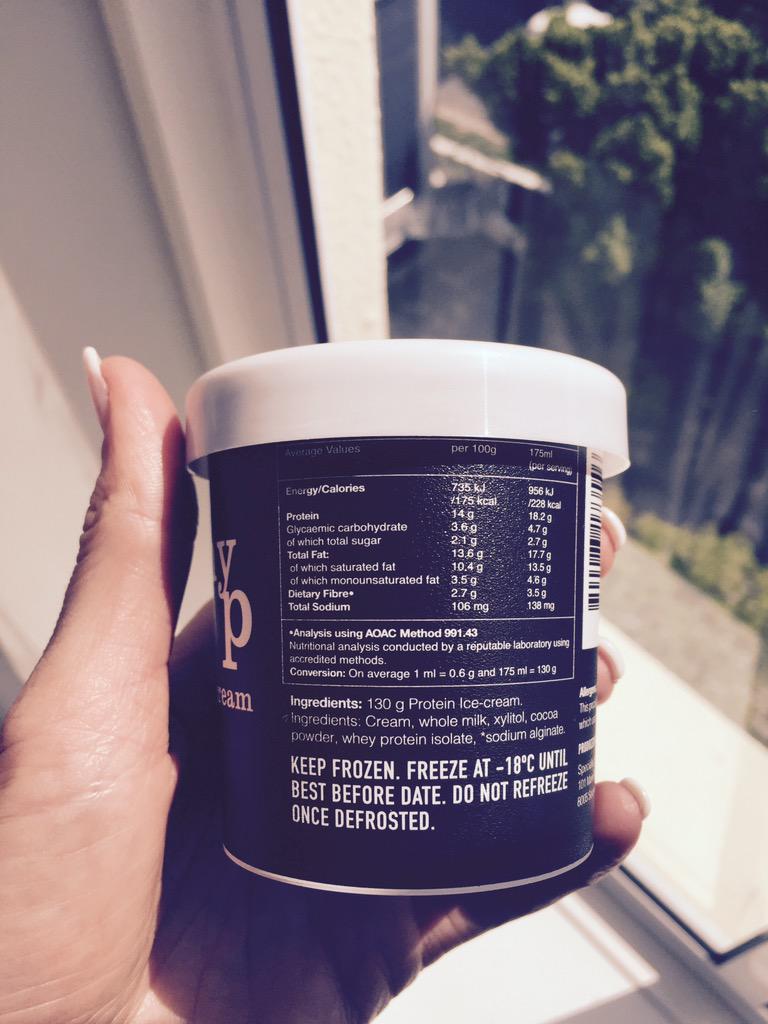 Average Values per 100g 175ml
(per serving)
Energy/Calories 735 kJ 956 kJ
/175 kcal /228 kcal
Protein 14 g 18.2 g
Glycaemic carbohydrate 3.6 g 4.7 g
of which total sugar 2.1 g 2.7 g
Total Fat: 13.6 g 17.7 g
of which saturated fat 10.4 g 13.5 g
of which monounsaturated fat 3.5 g 4.6 g
Dietary Fibre• 2.7 g 3.5 g
Total Sodium 106 mg 138 mg
•Analysis using AOAC Method 991.43
Nutritional analysis conducted by a reputable laboratory using
accredited methods.
Conversion: On average 1 ml = 0.6 g and 175 ml = 130 g
Ingredients: 130 g Protein Ice-cream.
Ingredients: Cream, whole milk, xylitol, cocoa
powder, whey protein isolate, *sodium alginate.
KEEP FROZEN. FREEZE AT -18ºC UNTIL
BEST BEFORE DATE. DO NOT REFREEZE
ONCE DEFROSTED.
y
p
eam